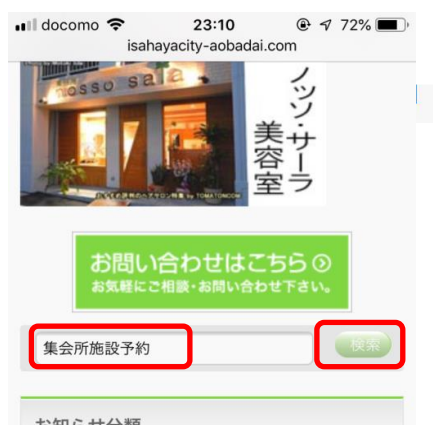 docomo 23:10 72%
isahayacity-aobadai.com
nosso sala
ノッソ・サーラ
美容室
お問い合わせはこちら
お気軽にご相談・お問い合わせ下さい。
集会所施設予約 検索
お知らせ分類